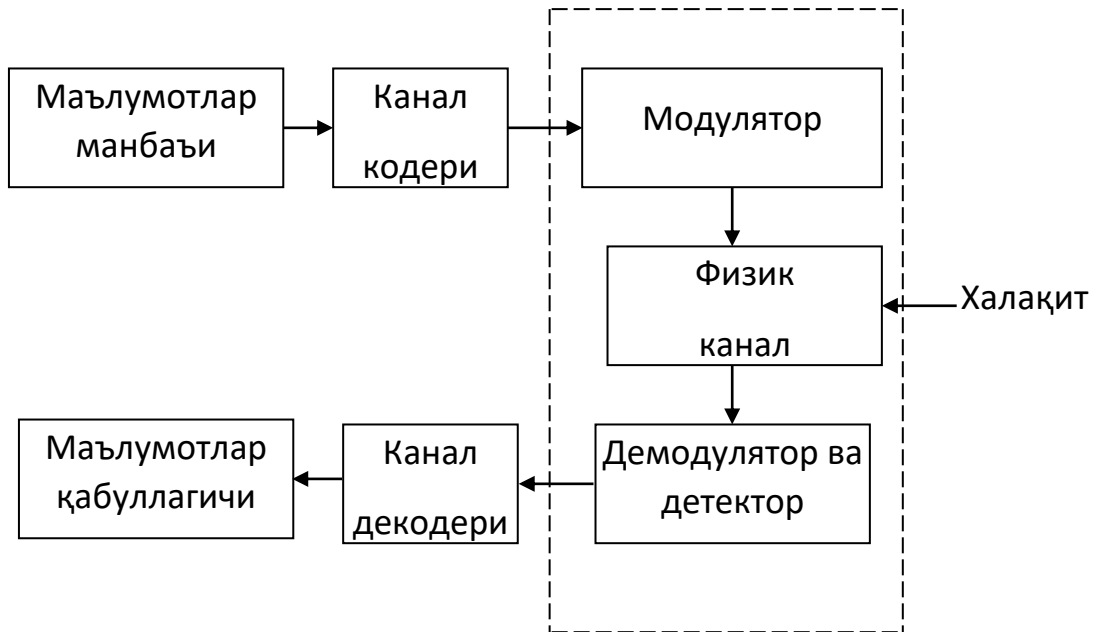 Маълумотлар
манбаъи
Канал
кодери
Модулятор
Физик
канал
Халақит
Демодулятор ва
детектор
Канал
декодери
Маълумотлар
қабуллагичи